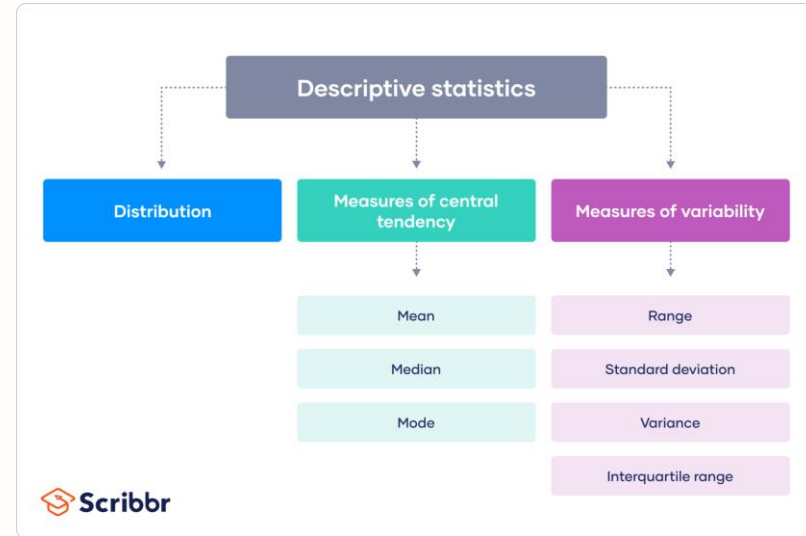 Descriptive statistics
Distribution
Measures of central
tendency
Measures of variability
Mean
Median
Mode
Range
Standard deviation
Variance
Interquartile range
Scribbr